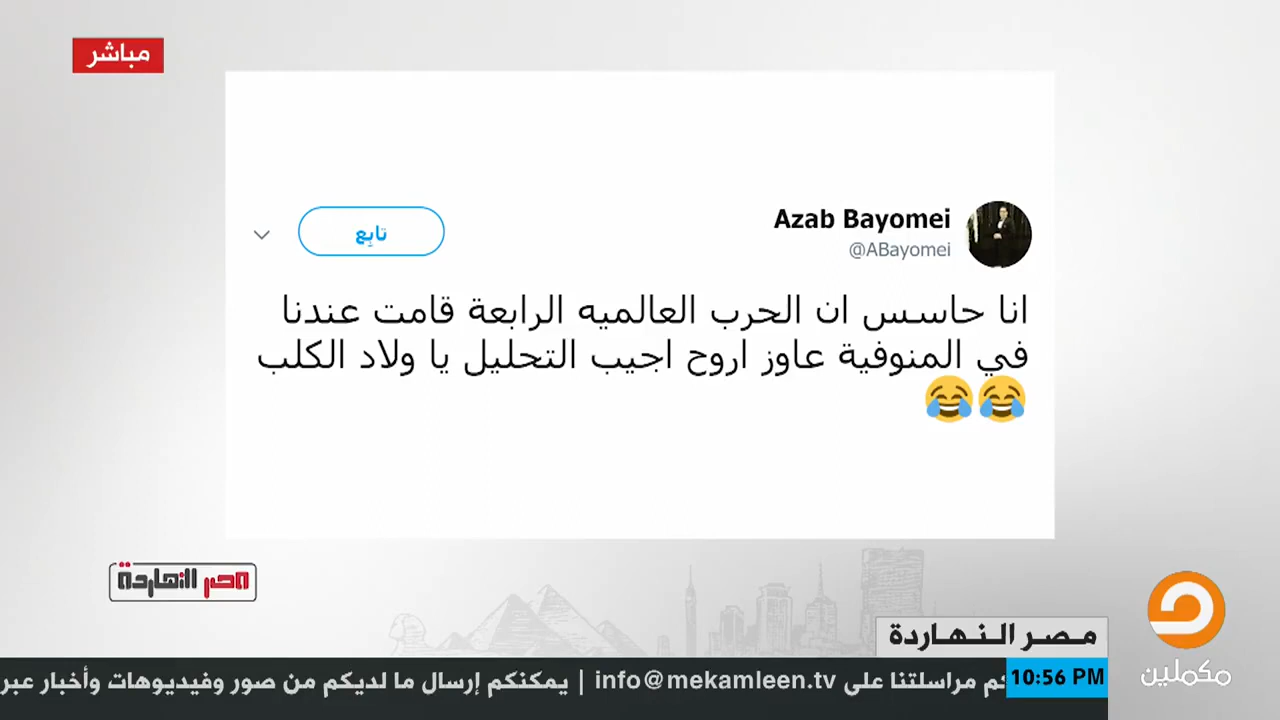 مباشر
Azab Bayomei
@ABayomei
تابِع
انا حاسس ان الحرب العالميه الرابعة قامت عندنا
في المنوفية عاوز اروح اجيب التحليل يا ولاد الكلب
😂😂
مصر النهاردة
مصر النهاردة
مكملين
10:56 PM
كم مراسلتنا على info@mekamleen.tv | يمكنكم إرسال ما لديكم من صور وفيديوهات وأخبار عبر